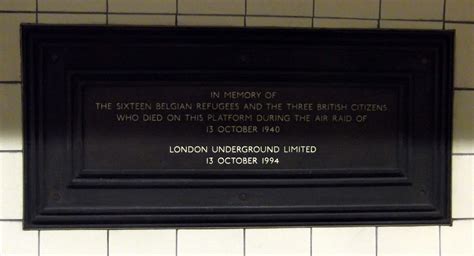 IN MEMORY OF
THE SIXTEEN BELGIAN REFUGEES AND THE THREE BRITISH CITIZENS
WHO DIED ON THIS PLATFORM DURING THE AIR RAID OF
13 OCTOBER 1940
LONDON UNDERGROUND LIMITED
13 OCTOBER 1994